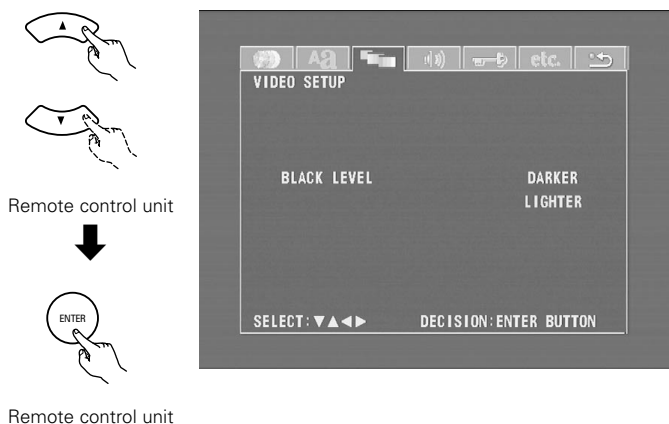 Remote control unit
ENTER
Remote control unit
Aa etc.
VIDEO SETUP
BLACK LEVEL DARKER
LIGHTER
SELECT:▼▲◀▶ DECISION:ENTER BUTTON